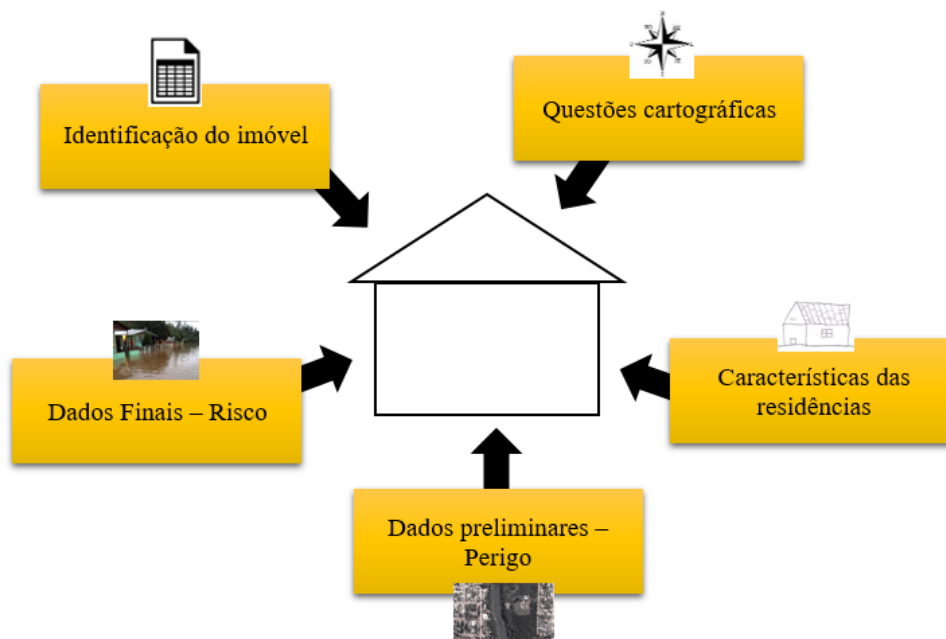 Identificação do imóvel
Questões cartográficas
Características das
residências
Dados Finais – Risco
Dados preliminares –
Perigo